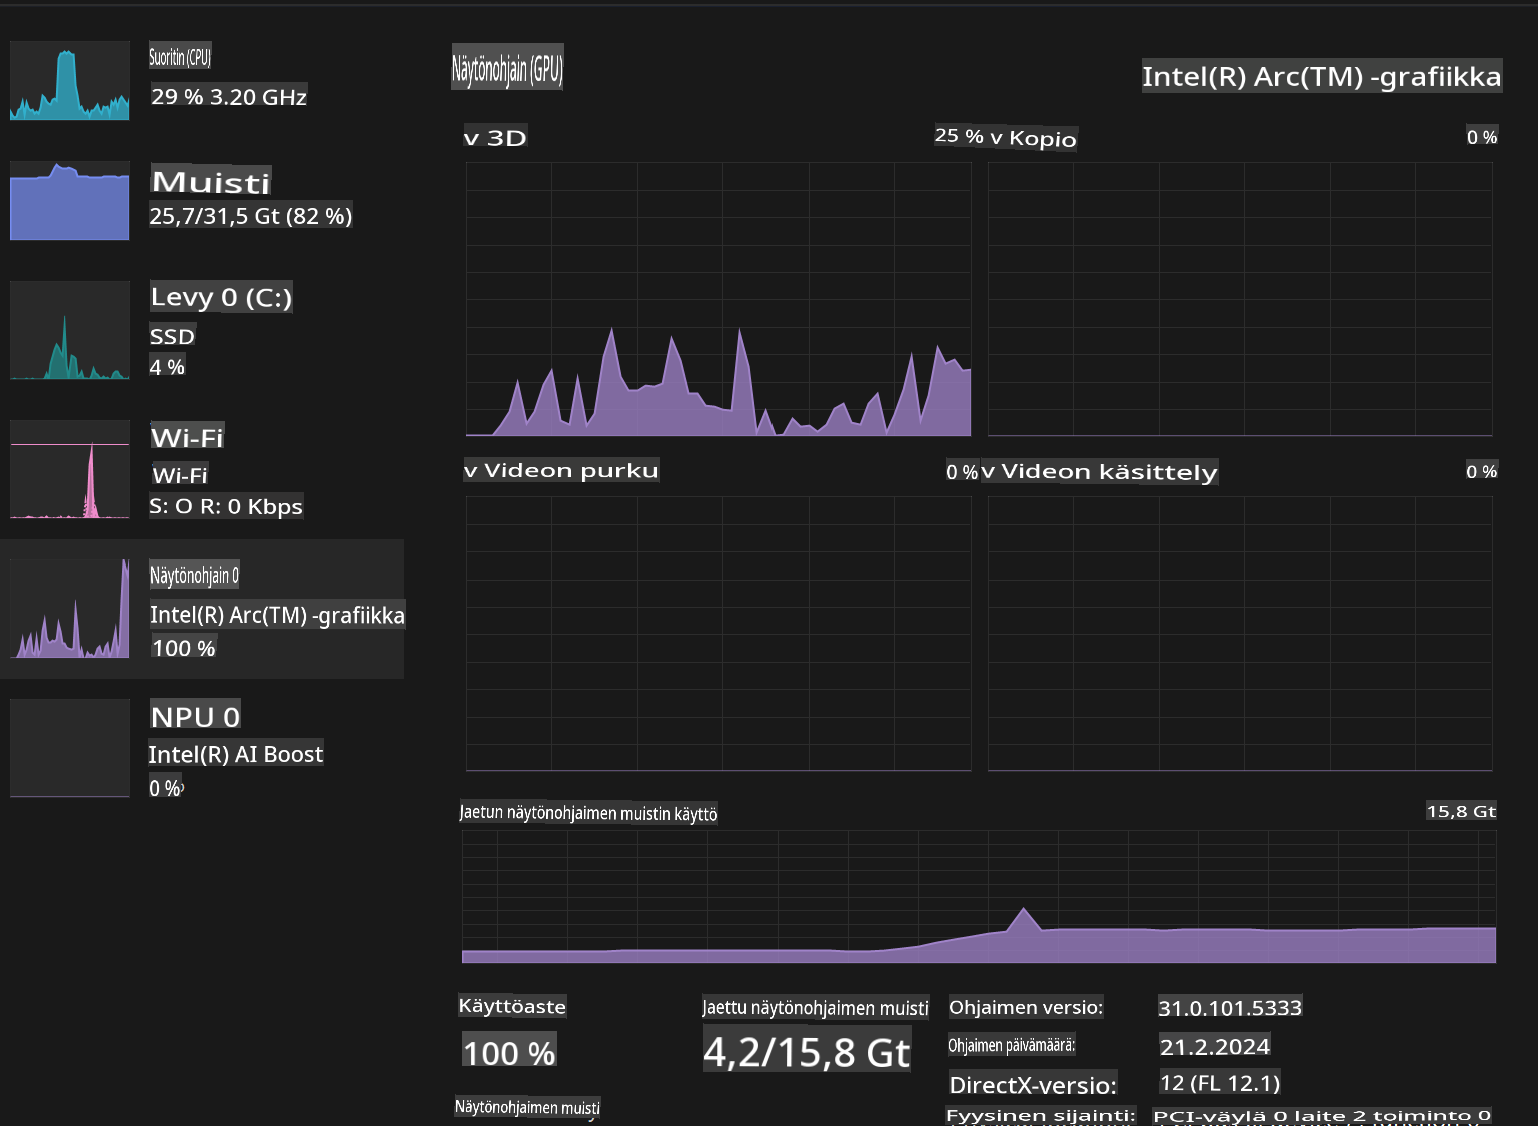 Suoritin (CPU)
29 % 3.20 GHz
Muisti
25,7/31,5 Gt (82 %)
Levy 0 (C:)
SSD
4 %
Wi-Fi
Wi-Fi
S: O R: 0 Kbps
Näytönohjain 0
Intel(R) Arc(TM) -grafiikka
100 %
NPU 0
Intel(R) AI Boost
0 %
Näytönohjain (GPU)
Intel(R) Arc(TM) -grafiikka
v 3D
25 % v Kopio
0 %
v Videon purku
0 %
v Videon käsittely
0 %
Jaetun näytönohjaimen muistin käyttö
15,8 Gt
Käyttöaste
100 %
Jaettu näytönohjaimen muisti
4,2/15,8 Gt
Ohjaimen versio: 31.0.101.5333
Ohjaimen päivämäärä: 21.2.2024
DirectX-versio: 12 (FL 12.1)
Fyysinen sijainti: PCI-väylä 0 laite 2 toiminto 0
Näytönohjaimen muisti